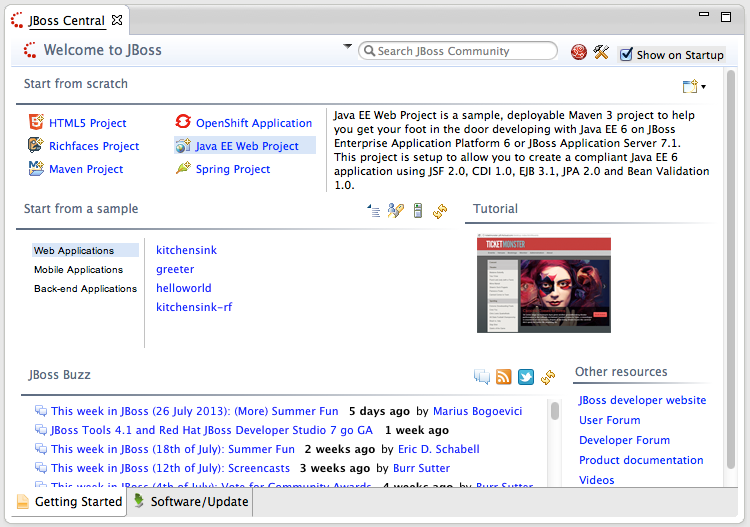 JBoss Central
Welcome to JBoss
Search JBoss Community
Show on Startup
Start from scratch
HTML5 Project
OpenShift Application
Richfaces Project
Java EE Web Project
Maven Project
Spring Project
Java EE Web Project is a sample, deployable Maven 3 project to help
you get your foot in the door developing with Java EE 6 on JBoss
Enterprise Application Platform 6 or JBoss Application Server 7.1.
This project is setup to allow you to create a compliant Java EE 6
application using JSF 2.0, CDI 1.0, EJB 3.1, JPA 2.0 and Bean Validation
1.0.
Start from a sample
Web Applications
Mobile Applications
Back-end Applications
kitchensink
greeter
helloworld
kitchensink-rf
Tutorial
TICKETMONSTER
JBoss Buzz
This week in JBoss (26 July 2013): (More) Summer Fun 5 days ago by Marius Bogoevici
JBoss Tools 4.1 and Red Hat JBoss Developer Studio 7 go GA 1 week ago
This week in JBoss (18th of July): Summer Fun 2 weeks ago by Eric D. Schabell
This week in JBoss (12th of July): Screencasts 3 weeks ago by Burr Sutter
This week in JBoss (4th of July): Vote for Community Awards 4 weeks ago by Burr Sutter
Other resources
JBoss developer website
User Forum
Developer Forum
Product documentation
Videos
Getting Started
Software/Update